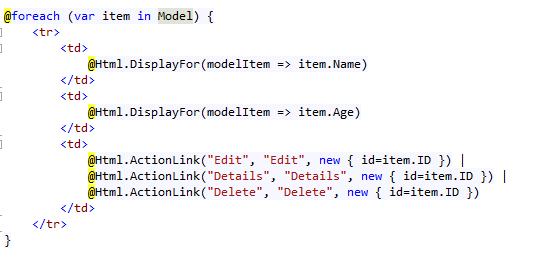 @foreach (var item in Model) {
    <tr>
        <td>
            @Html.DisplayFor(modelItem => item.Name)
        </td>
        <td>
            @Html.DisplayFor(modelItem => item.Age)
        </td>
        <td>
            @Html.ActionLink("Edit", "Edit", new { id=item.ID }) |
            @Html.ActionLink("Details", "Details", new { id=item.ID }) |
            @Html.ActionLink("Delete", "Delete", new { id=item.ID })
        </td>
    </tr>
}